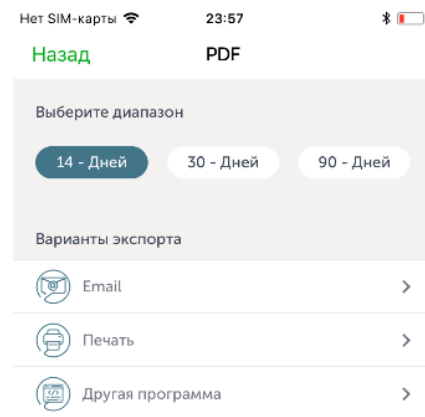 Нет SIM-карты 23:57
Назад PDF
Выберите диапазон
14 - Дней 30 - Дней 90 - Дней
Варианты экспорта
Email
Печать
Другая программа